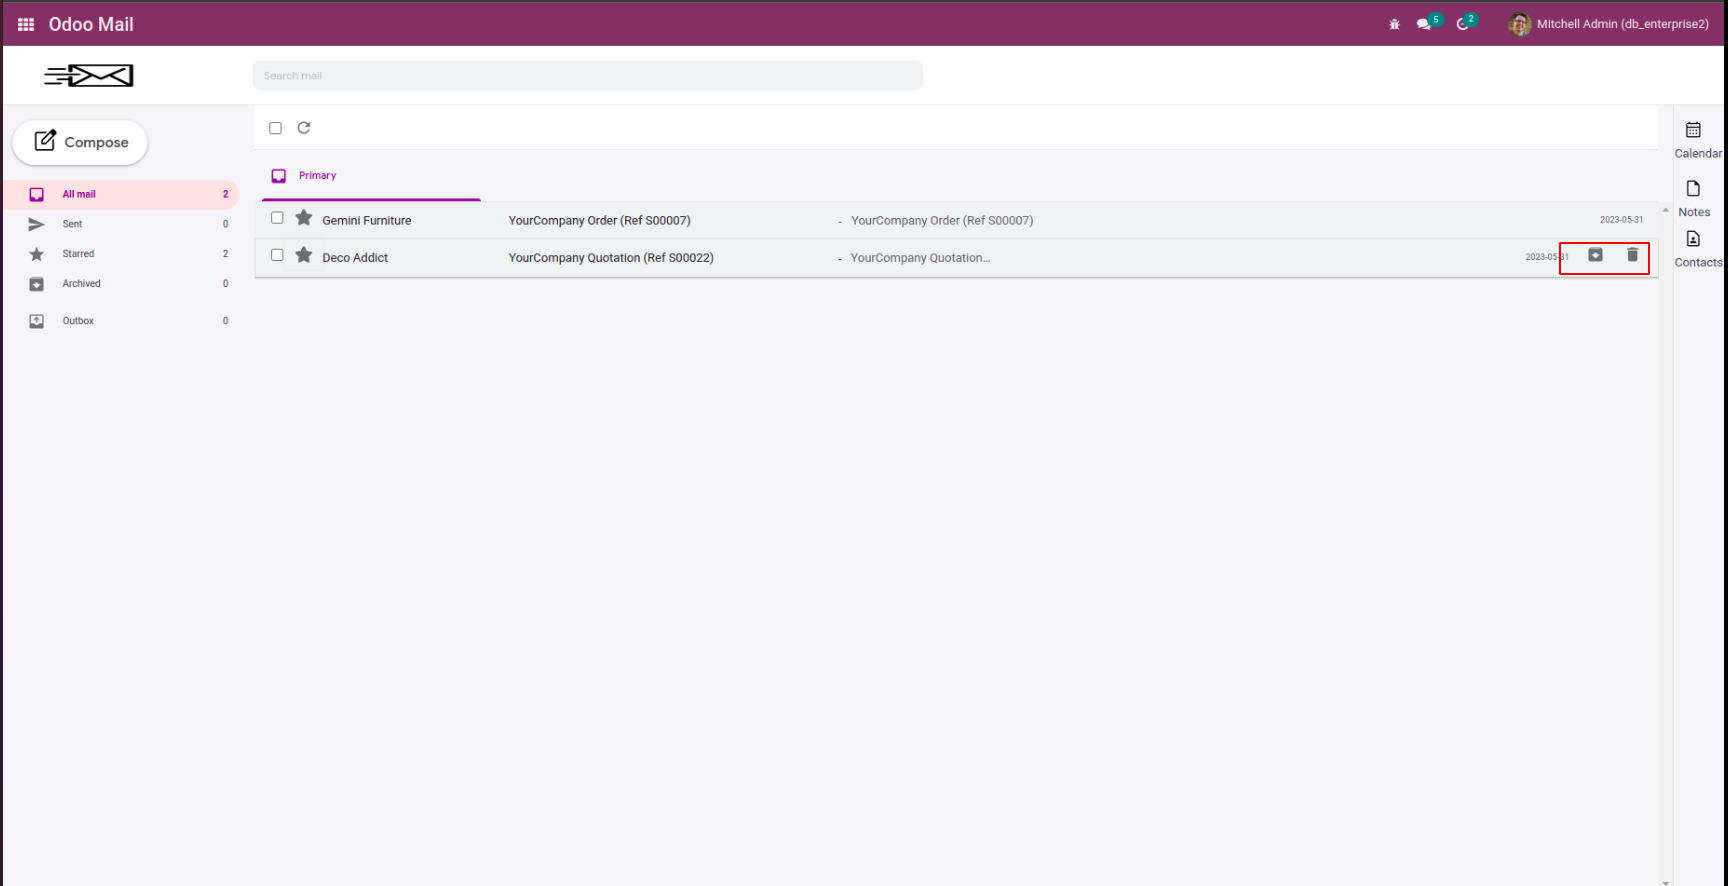 Odoo Mail
5
2
Mitchell Admin (db_enterprise2)
Search mail
Compose
All mail 2
Sent 0
Starred 2
Archived 0
Outbox 0
Primary
Gemini Furniture YourCompany Order (Ref S00007) - YourCompany Order (Ref S00007) 2023-05-31
Deco Addict YourCompany Quotation (Ref S00022) - YourCompany Quotation... 2023-05-31
Calendar
Notes
Contacts